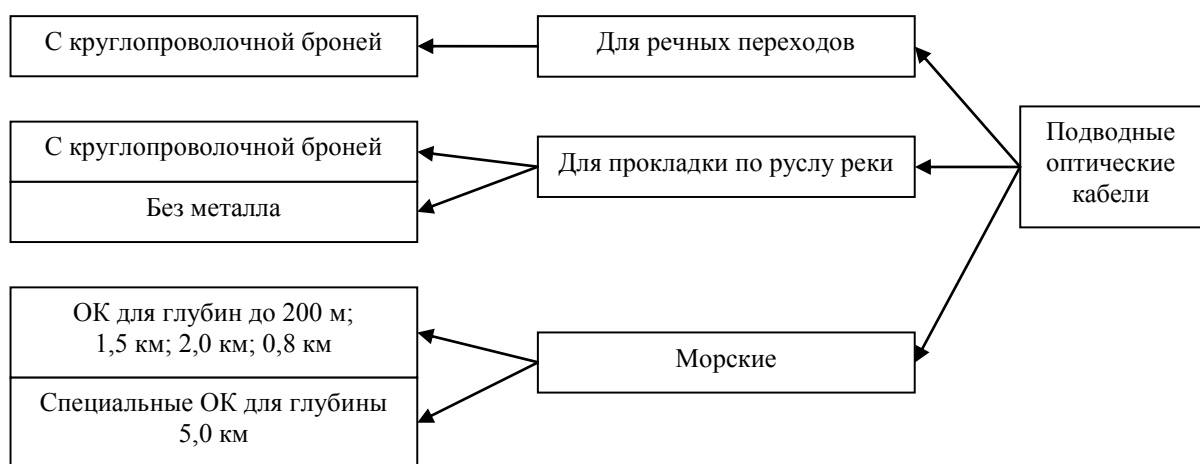 С круглопроволочной броней
Для речных переходов
С круглопроволочной броней
Без металла
Для прокладки по руслу реки
Подводные
оптические
кабели
ОК для глубин до 200 м;
1,5 км; 2,0 км; 0,8 км
Специальные ОК для глубины
5,0 км
Морские